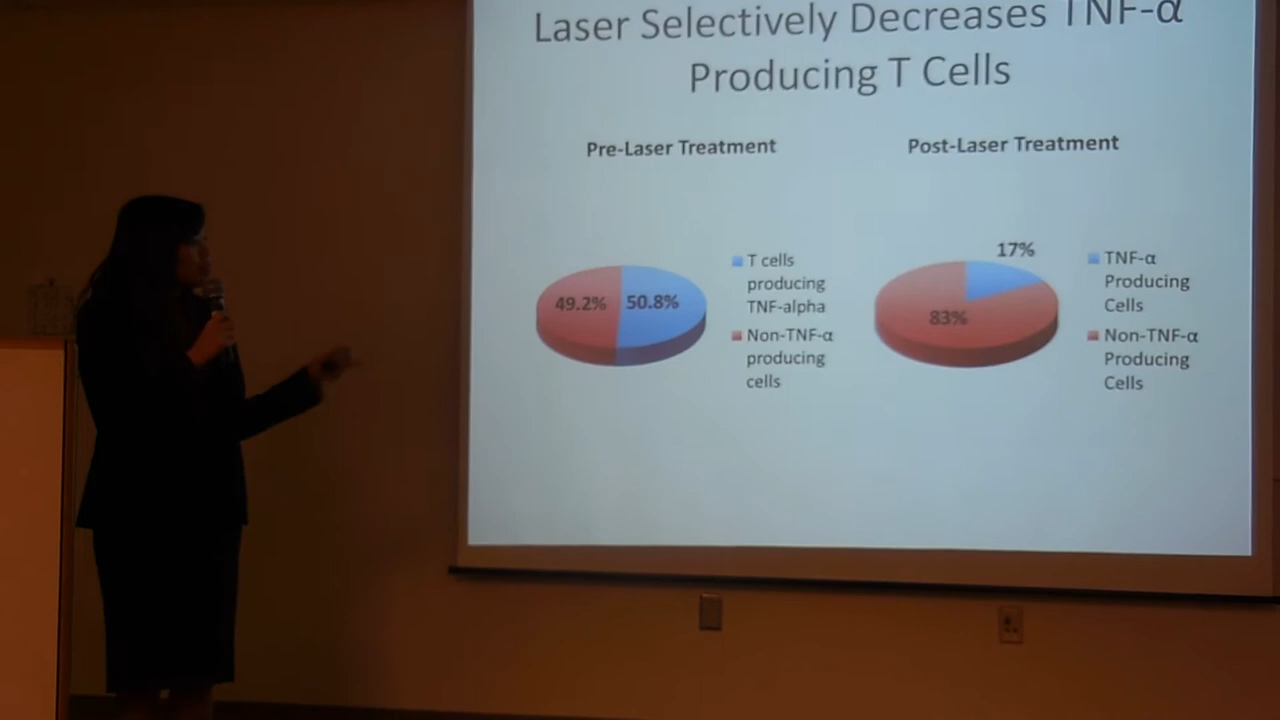 Laser Selectively Decreases TNF-α
Producing T Cells
Pre-Laser Treatment
49.2%
50.8%
T cells
producing
TNF-alpha
Non-TNF-α
producing
cells
Post-Laser Treatment
17%
83%
TNF-α
Producing
Cells
Non-TNF-α
Producing
Cells